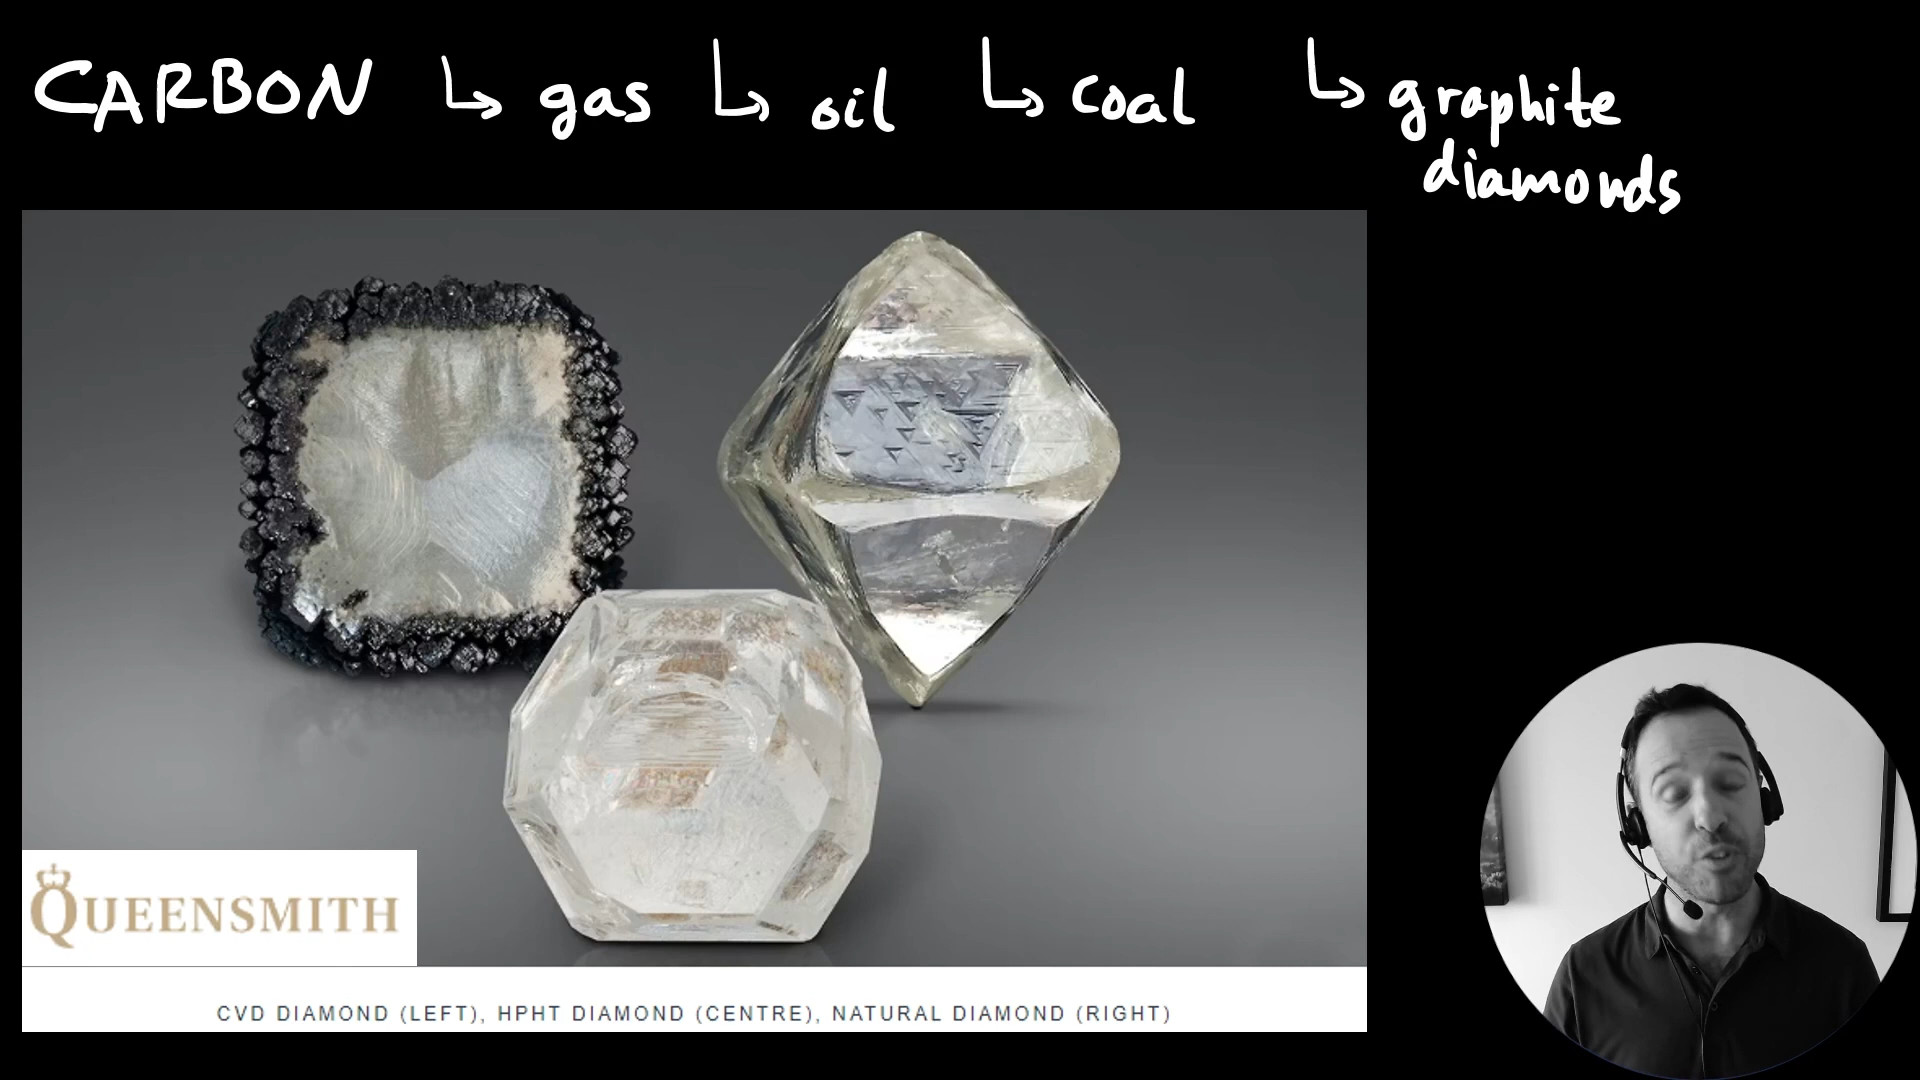 CARBON ↳ gas ↳ oil ↳ coal ↳ graphite
diamonds
QUEENSMITH
CVD DIAMOND (LEFT), HPHT DIAMOND (CENTRE), NATURAL DIAMOND (RIGHT)